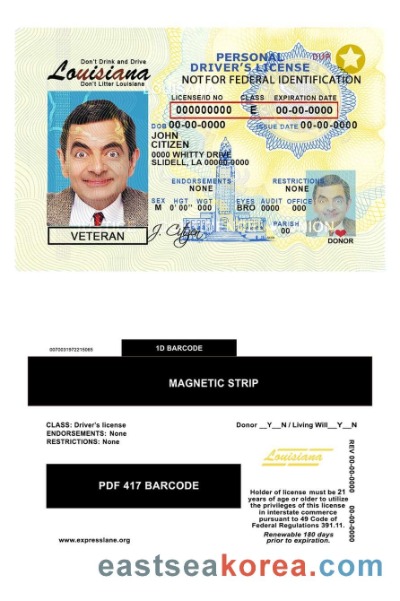 Don't Drink and Drive
Louisiana
Don't Litter Louisiana
PERSONAL
DRIVER'S LICENSE
DUP
NOT FOR FEDERAL IDENTIFICATION
LICENSE/ID NO CLASS EXPIRATION DATE
000000000 E 00-00-0000
DOB 00-00-0000 ISSUE DATE 00-00-0000
JOHN
CITIZEN
0000 WHITTY DRIVE
SLIDELL, LA 00000-0000
ENDORSEMENTS RESTRICTIONS
NONE NONE
SEX HGT WGT EYES AUDIT OFFICE
M 0'00" 000 BRO 0000 000
PARISH
00
J. Citizen
VETERAN
I ❤
DONOR
0070031972215069
1D BARCODE
MAGNETIC STRIP
CLASS: Driver's license
ENDORSEMENTS: None
RESTRICTIONS: None
Donor __Y__N / Living Will__Y__N
PDF 417 BARCODE
Louisiana
REV 00-00-0000 00-00-0000
Holder of license must be 21
years of age or older to utilize
the privileges of this license
in interstate commerce
pursuant to 49 Code of
Federal Regulations 391.11.
Renewable 180 days
prior to expiration.
www.expresslane.org
eastseakorea.com